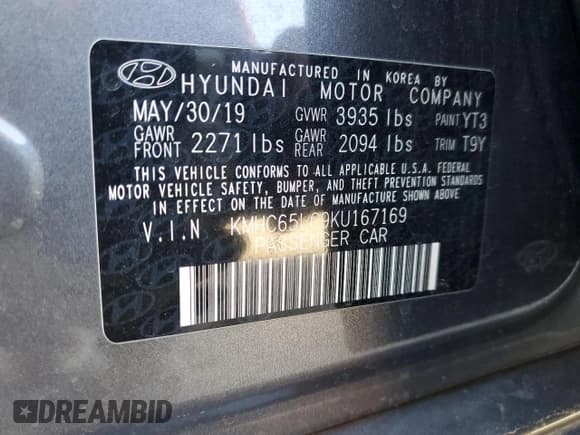 MANUFACTURED IN KOREA BY
HYUNDAI MOTOR COMPANY
MAY/30/19 GVWR 3935 lbs PAINT YT3
GAWR FRONT 2271 lbs GAWR REAR 2094 lbs TRIM T9Y
THIS VEHICLE CONFORMS TO ALL APPLICABLE U.S.A. FEDERAL
MOTOR VEHICLE SAFETY, BUMPER, AND THEFT PREVENTION STANDARDS
IN EFFECT ON THE DATE OF MANUFACTURE SHOWN ABOVE
V.I.N KMHC65LC9KU167169
PASSENGER CAR
DREAMBID